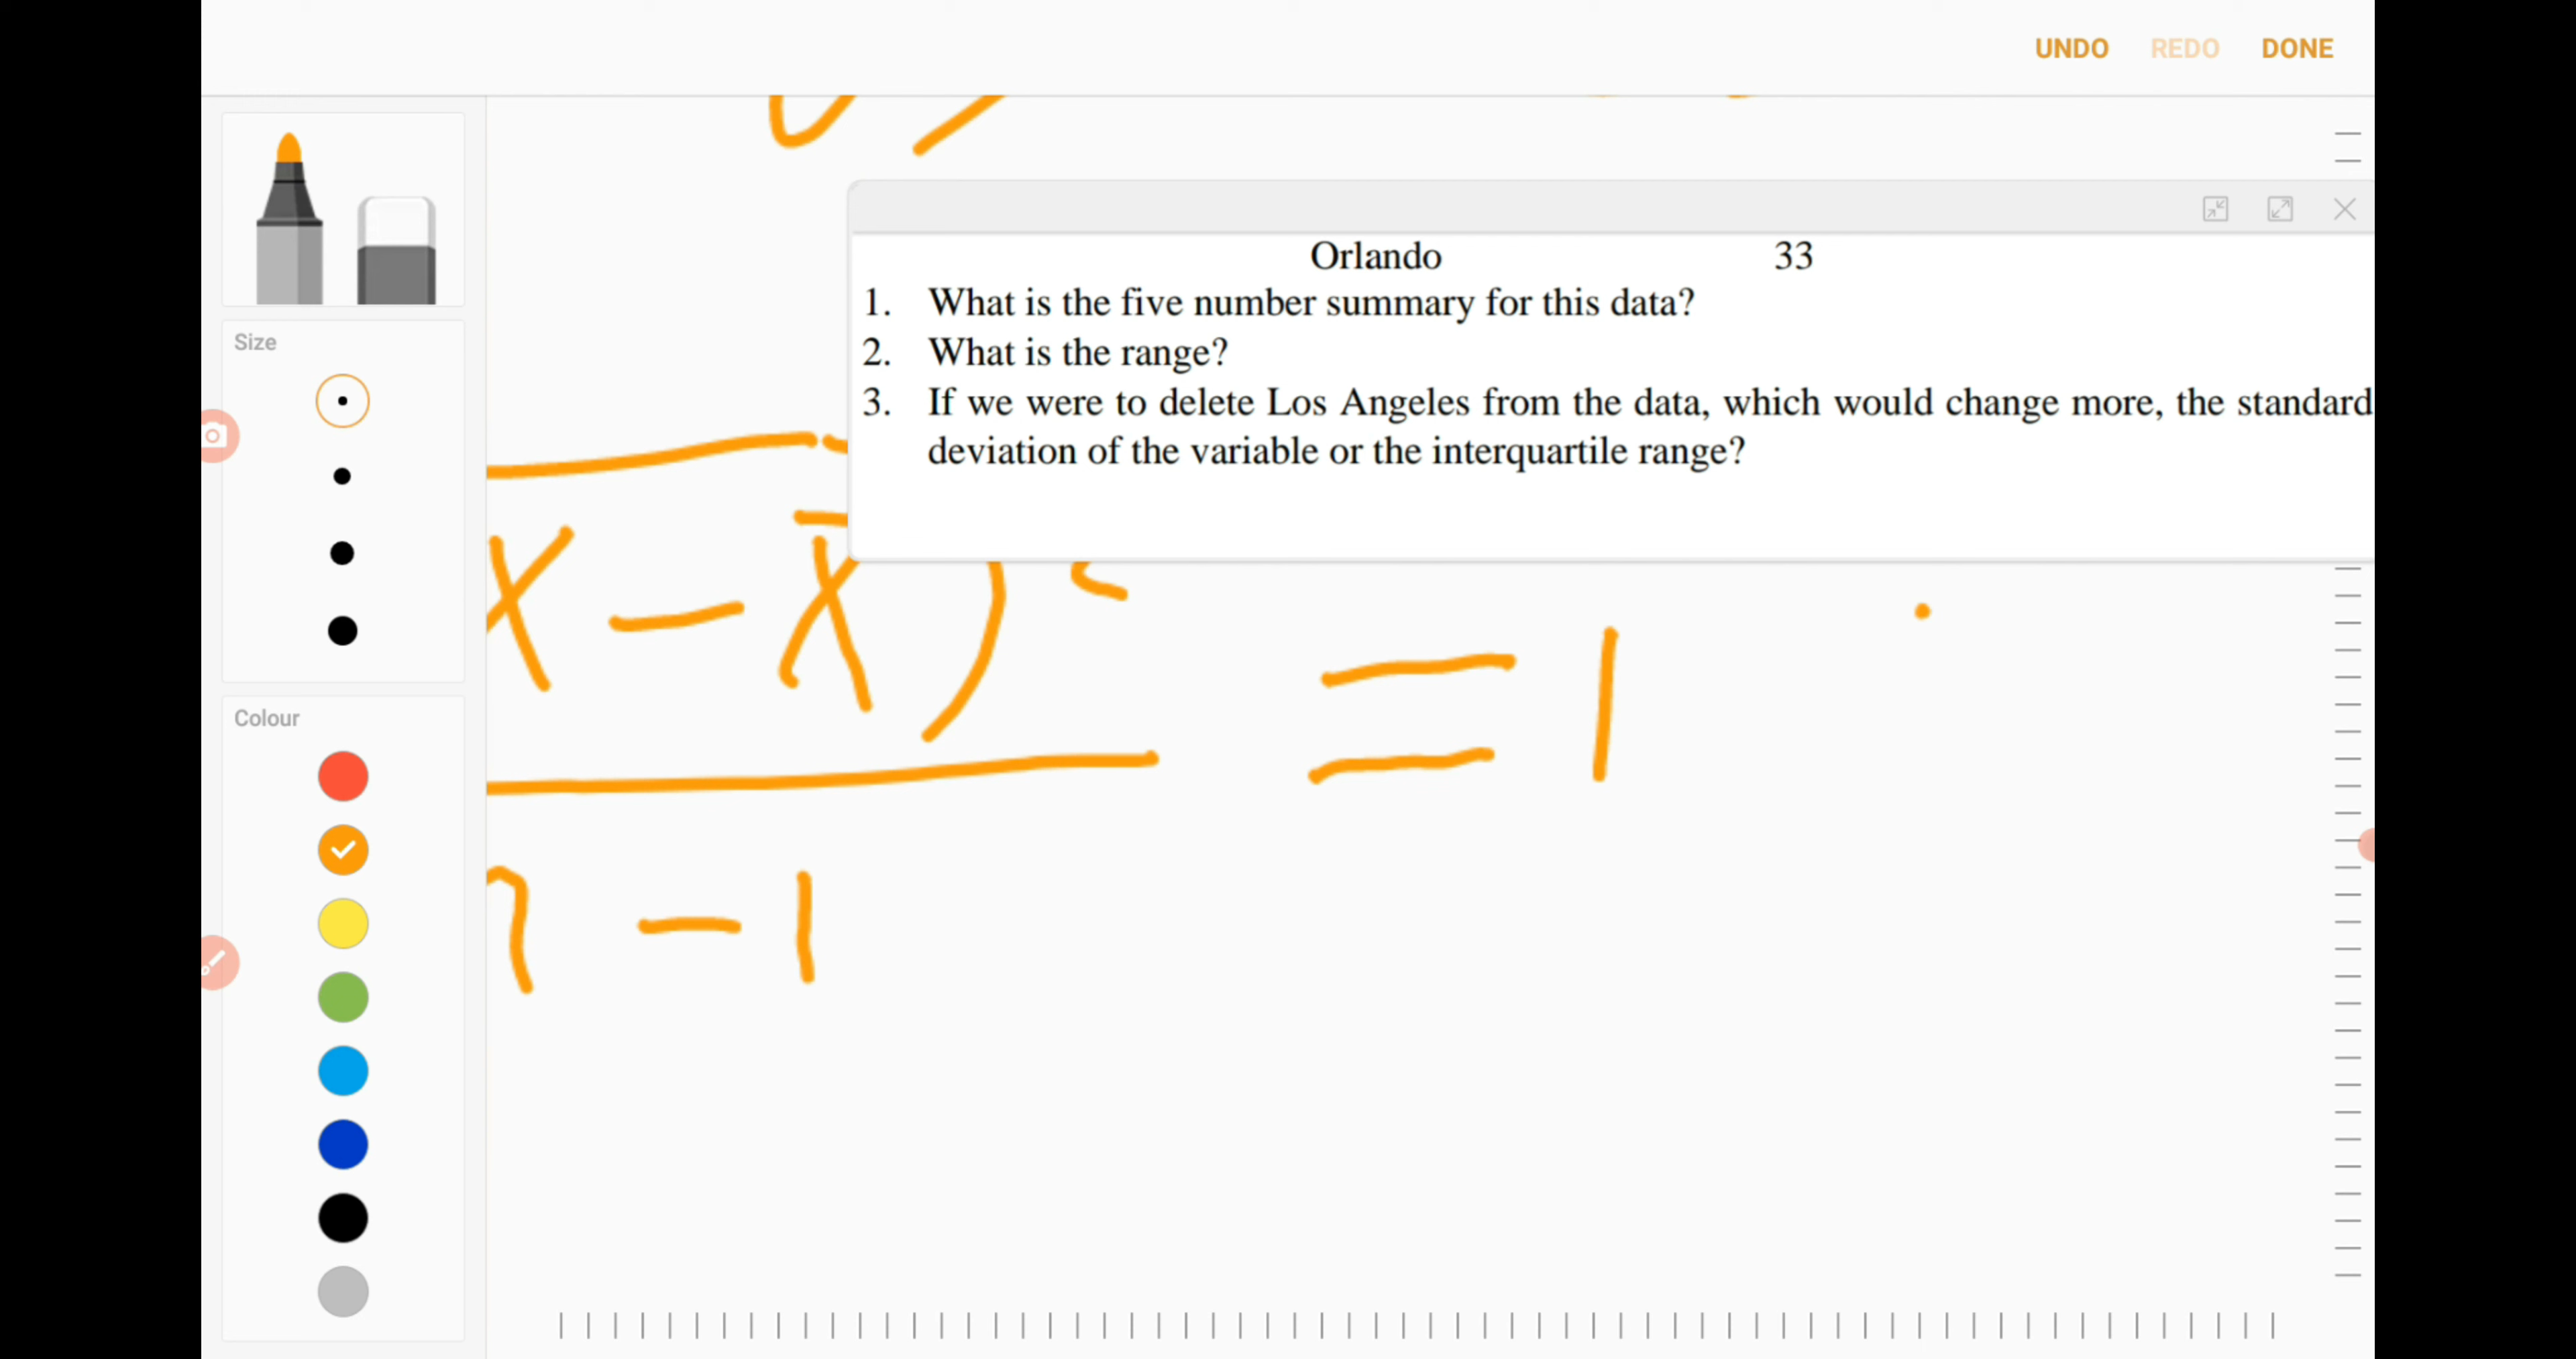 UNDO REDO DONE
Orlando 33
1. What is the five number summary for this data?
2. What is the range?
3. If we were to delete Los Angeles from the data, which would change more, the standard
deviation of the variable or the interquartile range?
Size
Colour
X - X̄ )
= 1
n - 1